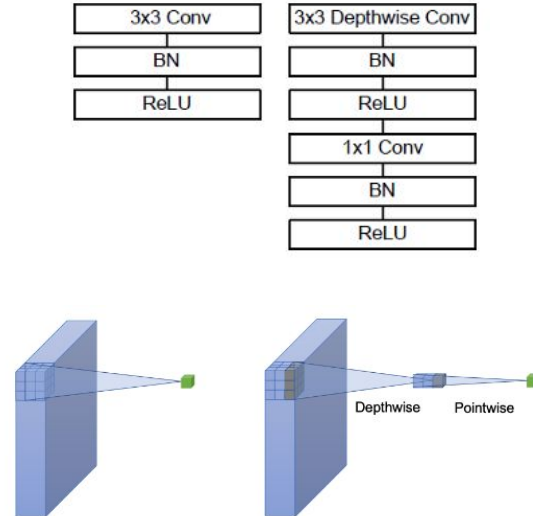 3x3 Conv
BN
ReLU
3x3 Depthwise Conv
BN
ReLU
1x1 Conv
BN
ReLU
Depthwise
Pointwise